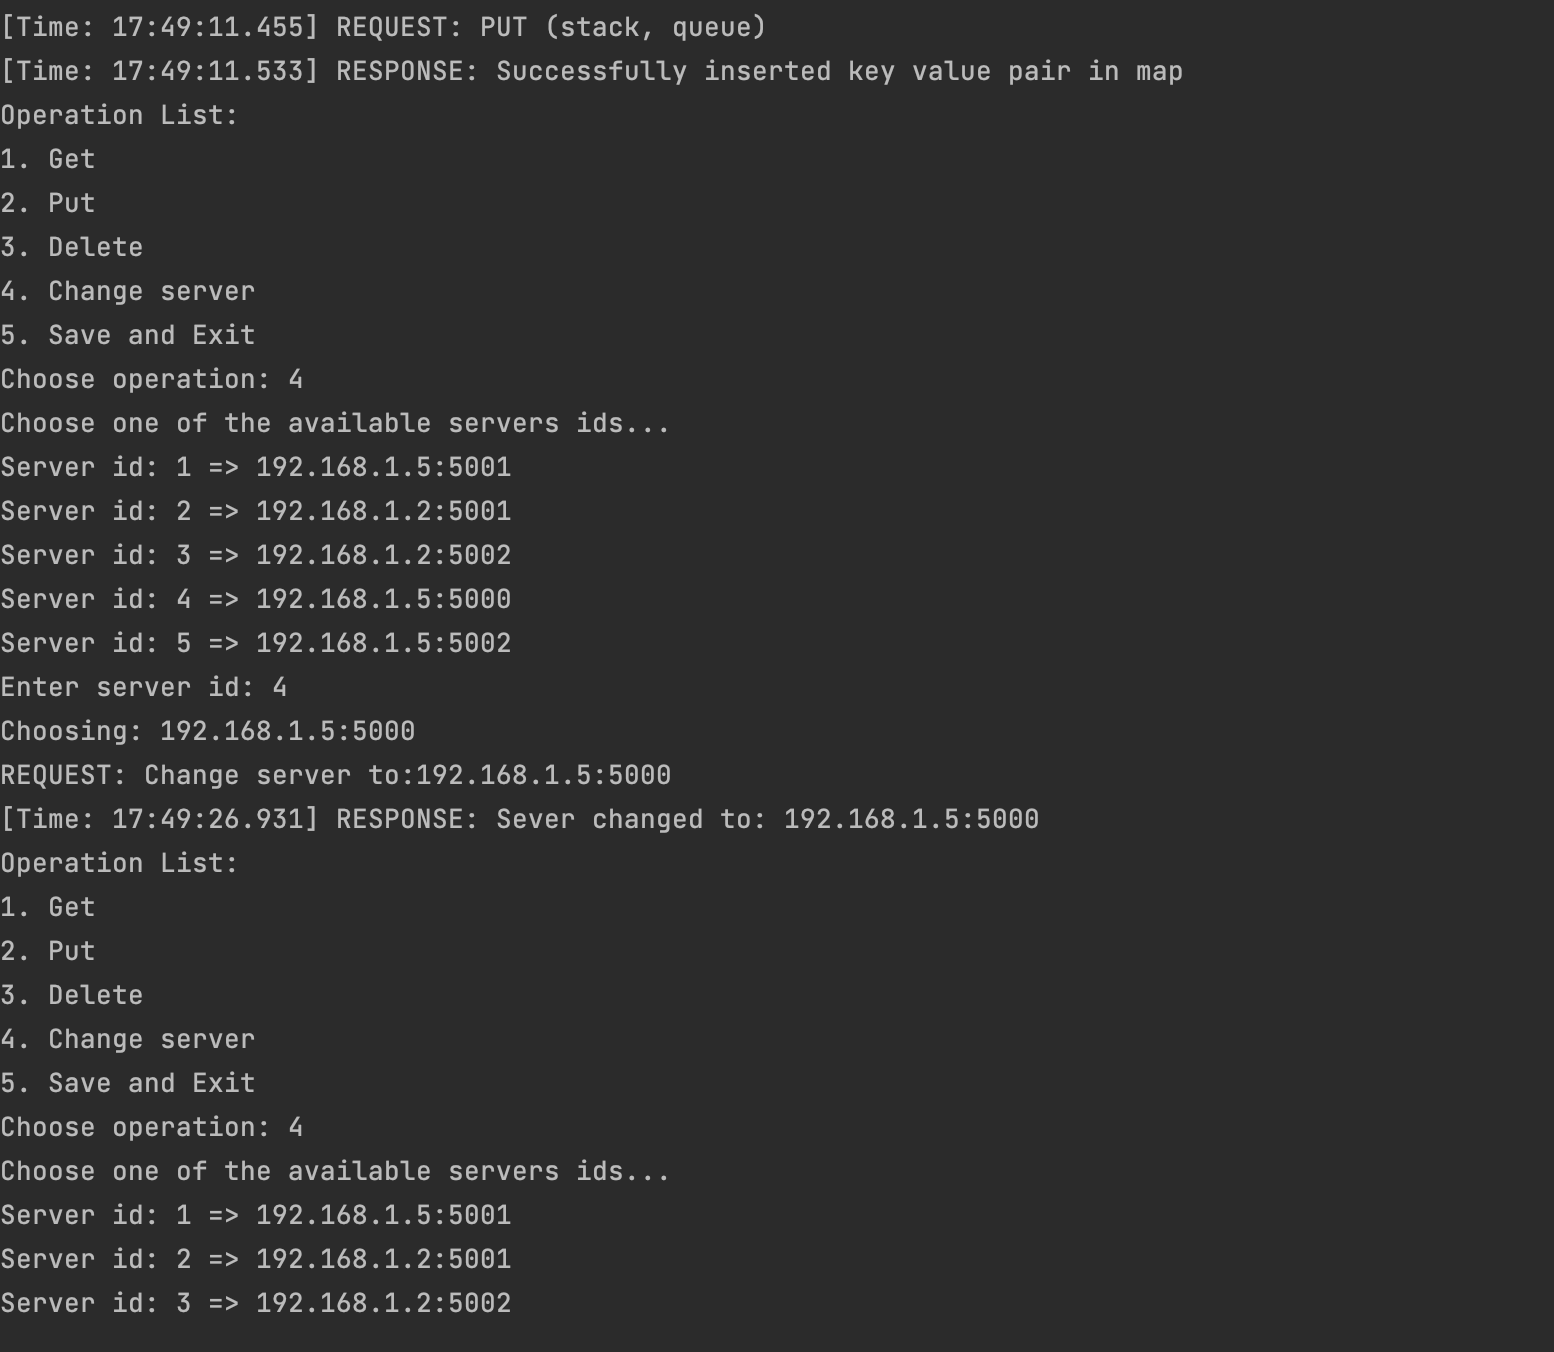 [Time: 17:49:11.455] REQUEST: PUT (stack, queue)
[Time: 17:49:11.533] RESPONSE: Successfully inserted key value pair in map
Operation List:
1. Get
2. Put
3. Delete
4. Change server
5. Save and Exit
Choose operation: 4
Choose one of the available servers ids...
Server id: 1 => 192.168.1.5:5001
Server id: 2 => 192.168.1.2:5001
Server id: 3 => 192.168.1.2:5002
Server id: 4 => 192.168.1.5:5000
Server id: 5 => 192.168.1.5:5002
Enter server id: 4
Choosing: 192.168.1.5:5000
REQUEST: Change server to:192.168.1.5:5000
[Time: 17:49:26.931] RESPONSE: Sever changed to: 192.168.1.5:5000
Operation List:
1. Get
2. Put
3. Delete
4. Change server
5. Save and Exit
Choose operation: 4
Choose one of the available servers ids...
Server id: 1 => 192.168.1.5:5001
Server id: 2 => 192.168.1.2:5001
Server id: 3 => 192.168.1.2:5002